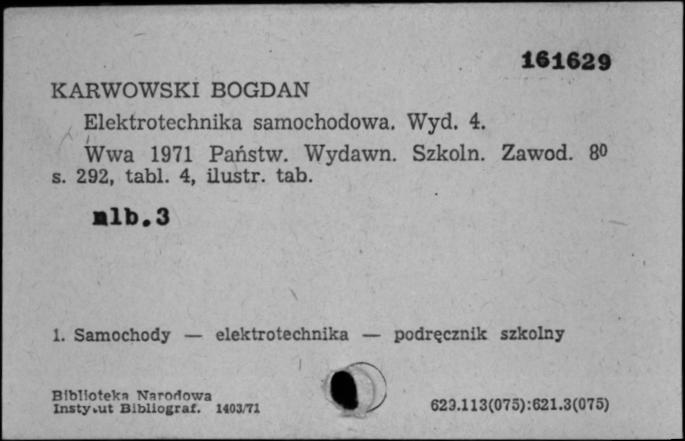 161629
KARWOWSKI BOGDAN
Elektrotechnika samochodowa. Wyd. 4.
Wwa 1971 Państw. Wydawn. Szkoln. Zawod. 8⁰
s. 292, tabl. 4, ilustr. tab.
nlb.3
1. Samochody — elektrotechnika — podręcznik szkolny
Biblioteka Narodowa
Instytut Bibliograf. 1403/71
629.113(075):621.3(075)